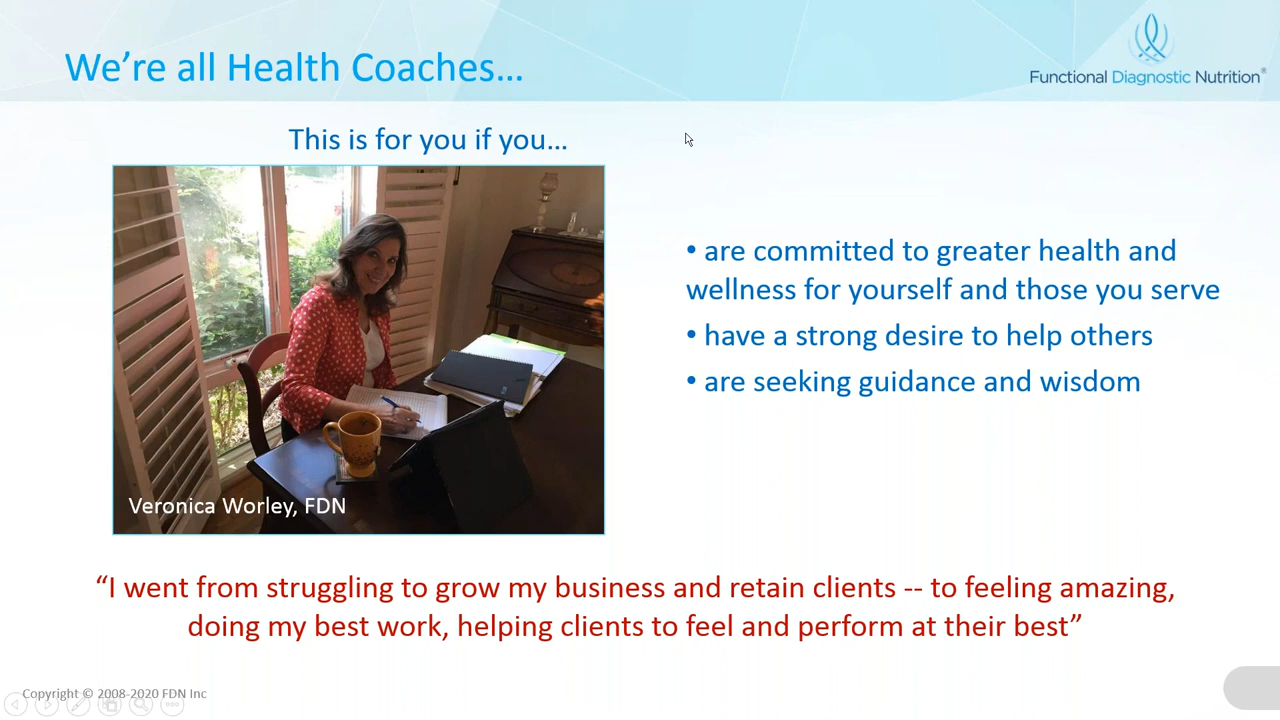 We’re all Health Coaches…
Functional Diagnostic Nutrition®
This is for you if you…
Veronica Worley, FDN
• are committed to greater health and
wellness for yourself and those you serve
• have a strong desire to help others
• are seeking guidance and wisdom
“I went from struggling to grow my business and retain clients -- to feeling amazing,
doing my best work, helping clients to feel and perform at their best”
Copyright © 2008-2020 FDN Inc